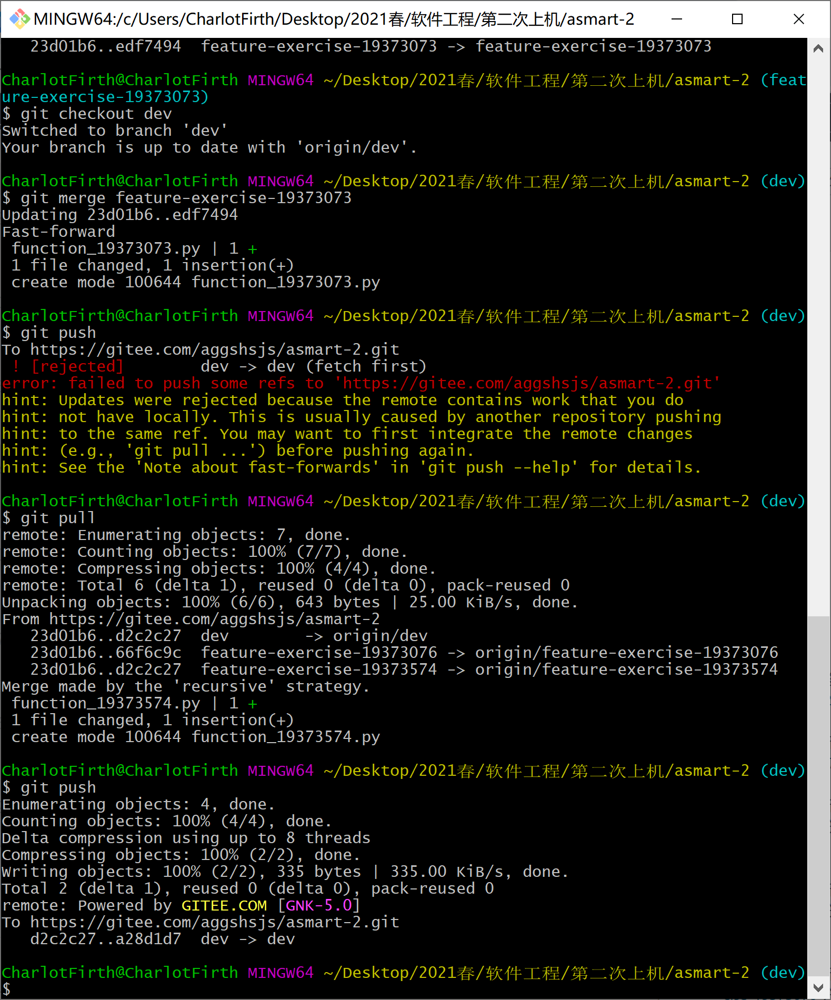 MINGW64:/c/Users/CharlotFirth/Desktop/2021春/软件工程/第二次上机/asmart-2
   23d01b6..edf7494  feature-exercise-19373073 -> feature-exercise-19373073
CharlotFirth@CharlotFirth MINGW64 ~/Desktop/2021春/软件工程/第二次上机/asmart-2 (feat
ure-exercise-19373073)
$ git checkout dev
Switched to branch 'dev'
Your branch is up to date with 'origin/dev'.
CharlotFirth@CharlotFirth MINGW64 ~/Desktop/2021春/软件工程/第二次上机/asmart-2 (dev)
$ git merge feature-exercise-19373073
Updating 23d01b6..edf7494
Fast-forward
 function_19373073.py | 1 +
 1 file changed, 1 insertion(+)
 create mode 100644 function_19373073.py
CharlotFirth@CharlotFirth MINGW64 ~/Desktop/2021春/软件工程/第二次上机/asmart-2 (dev)
$ git push
To https://gitee.com/aggshsjs/asmart-2.git
 ! [rejected]        dev -> dev (fetch first)
error: failed to push some refs to 'https://gitee.com/aggshsjs/asmart-2.git'
hint: Updates were rejected because the remote contains work that you do
hint: not have locally. This is usually caused by another repository pushing
hint: to the same ref. You may want to first integrate the remote changes
hint: (e.g., 'git pull ...') before pushing again.
hint: See the 'Note about fast-forwards' in 'git push --help' for details.
CharlotFirth@CharlotFirth MINGW64 ~/Desktop/2021春/软件工程/第二次上机/asmart-2 (dev)
$ git pull
remote: Enumerating objects: 7, done.
remote: Counting objects: 100% (7/7), done.
remote: Compressing objects: 100% (4/4), done.
remote: Total 6 (delta 1), reused 0 (delta 0), pack-reused 0
Unpacking objects: 100% (6/6), 643 bytes | 25.00 KiB/s, done.
From https://gitee.com/aggshsjs/asmart-2
   23d01b6..d2c2c27  dev        -> origin/dev
   23d01b6..66f6c9c  feature-exercise-19373076 -> origin/feature-exercise-19373076
   23d01b6..d2c2c27  feature-exercise-19373574 -> origin/feature-exercise-19373574
Merge made by the 'recursive' strategy.
 function_19373574.py | 1 +
 1 file changed, 1 insertion(+)
 create mode 100644 function_19373574.py
CharlotFirth@CharlotFirth MINGW64 ~/Desktop/2021春/软件工程/第二次上机/asmart-2 (dev)
$ git push
Enumerating objects: 4, done.
Counting objects: 100% (4/4), done.
Delta compression using up to 8 threads
Compressing objects: 100% (2/2), done.
Writing objects: 100% (2/2), 335 bytes | 335.00 KiB/s, done.
Total 2 (delta 1), reused 0 (delta 0), pack-reused 0
remote: Powered by GITEE.COM [GNK-5.0]
To https://gitee.com/aggshsjs/asmart-2.git
   d2c2c27..a28d1d7  dev -> dev
CharlotFirth@CharlotFirth MINGW64 ~/Desktop/2021春/软件工程/第二次上机/asmart-2 (dev)
$